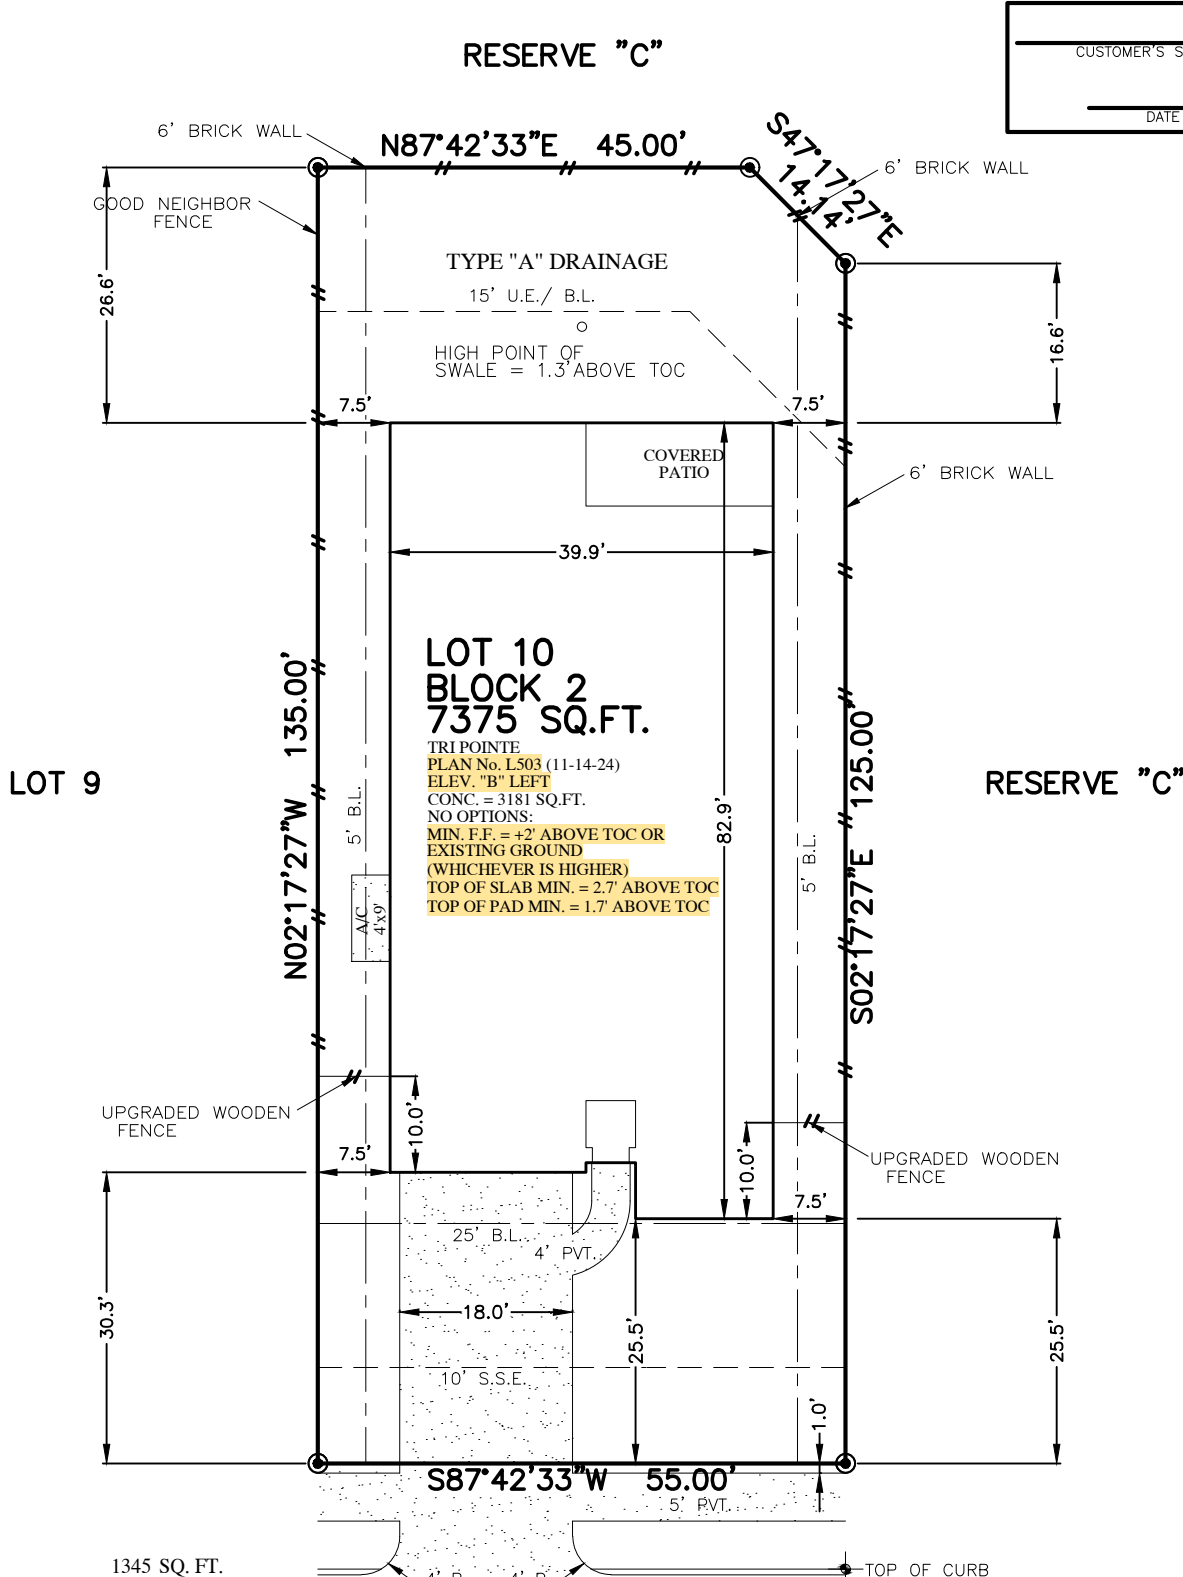 RESERVE "C"
CUSTOMER'S S
DATE
6' BRICK WALL
N87°42'33"E 45.00'
S47°17'27"E
14.14'
6' BRICK WALL
GOOD NEIGHBOR
FENCE
TYPE "A" DRAINAGE
15' U.E./ B.L.
26.6'
16.6'
HIGH POINT OF
SWALE = 1.3' ABOVE TOC
7.5'
7.5'
COVERED
PATIO
6' BRICK WALL
39.9'
LOT 10
BLOCK 2
7375 SQ.FT.
TRI POINTE
PLAN No. L503 (11-14-24)
ELEV. "B" LEFT
CONC. = 3181 SQ.FT.
NO OPTIONS:
MIN. F.F. = +2' ABOVE TOC OR
EXISTING GROUND
(WHICHEVER IS HIGHER)
TOP OF SLAB MIN. = 2.7' ABOVE TOC
TOP OF PAD MIN. = 1.7' ABOVE TOC
LOT 9
N02°17'27"W 135.00'
5' B.L.
82.9'
5' B.L.
S02°17'27"E 125.00'
RESERVE "C"
A/C
4'x9'
UPGRADED WOODEN
FENCE
10.0'
10.0'
UPGRADED WOODEN
FENCE
7.5'
7.5'
25' B.L.
4' PVT.
30.3'
18.0'
25.5'
25.5'
10' S.S.E.
1.0'
S87°42'33"W 55.00'
5' PVT.
1345 SQ. FT.
4' R
4' R
TOP OF CURB